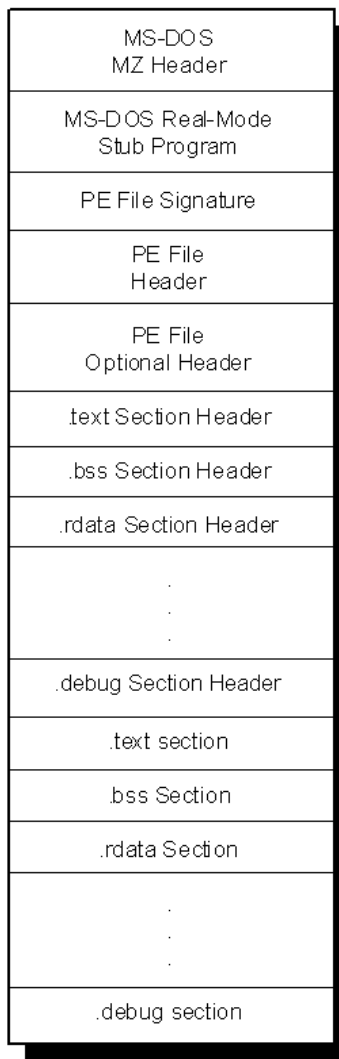 MS-DOS
MZ Header
MS-DOS Real-Mode
Stub Program
PE File Signature
PE File
Header
PE File
Optional Header
.text Section Header
.bss Section Header
.rdata Section Header
.
.
.
.debug Section Header
.text section
.bss Section
.rdata Section
.
.
.
.debug section